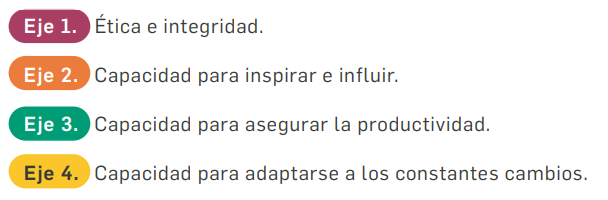 Eje 1. Ética e integridad.
Eje 2. Capacidad para inspirar e influir.
Eje 3. Capacidad para asegurar la productividad.
Eje 4. Capacidad para adaptarse a los constantes cambios.